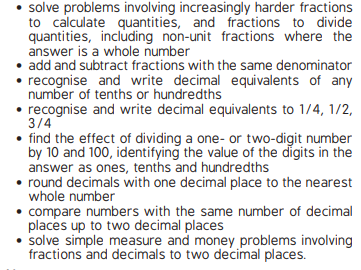 • solve problems involving increasingly harder fractions
to calculate quantities, and fractions to divide
quantities, including non-unit fractions where the
answer is a whole number
• add and subtract fractions with the same denominator
• recognise and write decimal equivalents of any
number of tenths or hundredths
• recognise and write decimal equivalents to 1/4, 1/2,
3/4
• find the effect of dividing a one- or two-digit number
by 10 and 100, identifying the value of the digits in the
answer as ones, tenths and hundredths
• round decimals with one decimal place to the nearest
whole number
• compare numbers with the same number of decimal
places up to two decimal places
• solve simple measure and money problems involving
fractions and decimals to two decimal places.